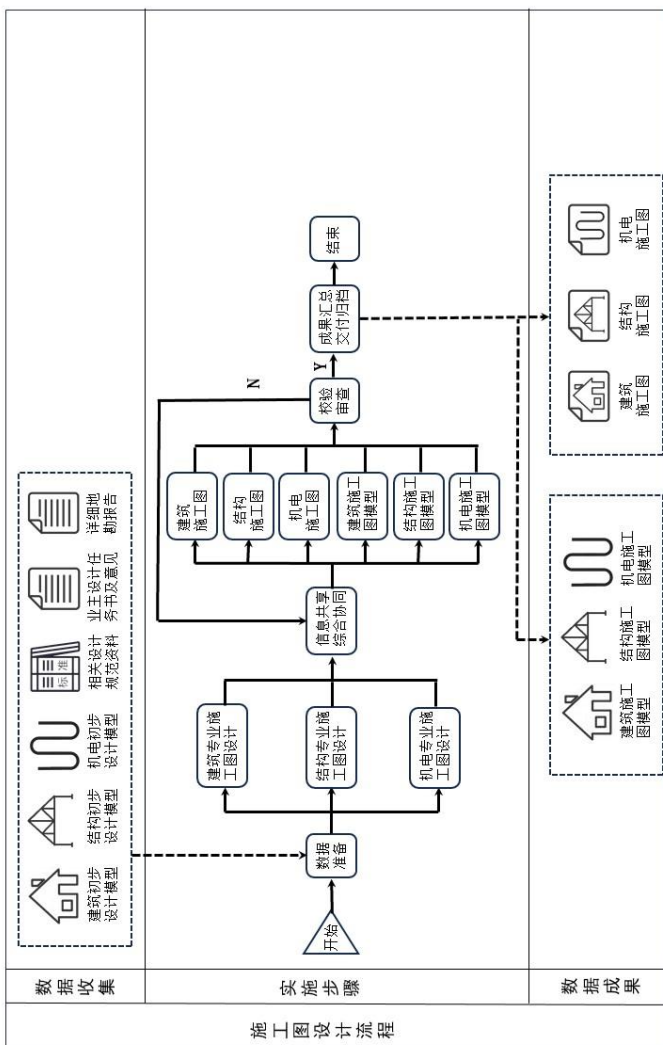 施工图设计流程
数据
收集
建筑初步
设计模型
结构初步
设计模型
机电初步
设计模型
标准
相关设计
规范资料
业主设计任
务书及意见
详细地
勘报告
实施步骤
开始
数据
准备
建筑专业施
工图设计
结构专业施
工图设计
机电专业施
工图设计
信息共享
综合协同
建筑
施工图
结构
施工图
机电
施工图
建筑施工
图模型
结构施工
图模型
机电施工
图模型
校验
审查
N
Y
成果汇总
交付归档
结束
数据
成果
建筑施工
图模型
结构施工
图模型
机电施工
图模型
建筑
施工图
结构
施工图
机电
施工图